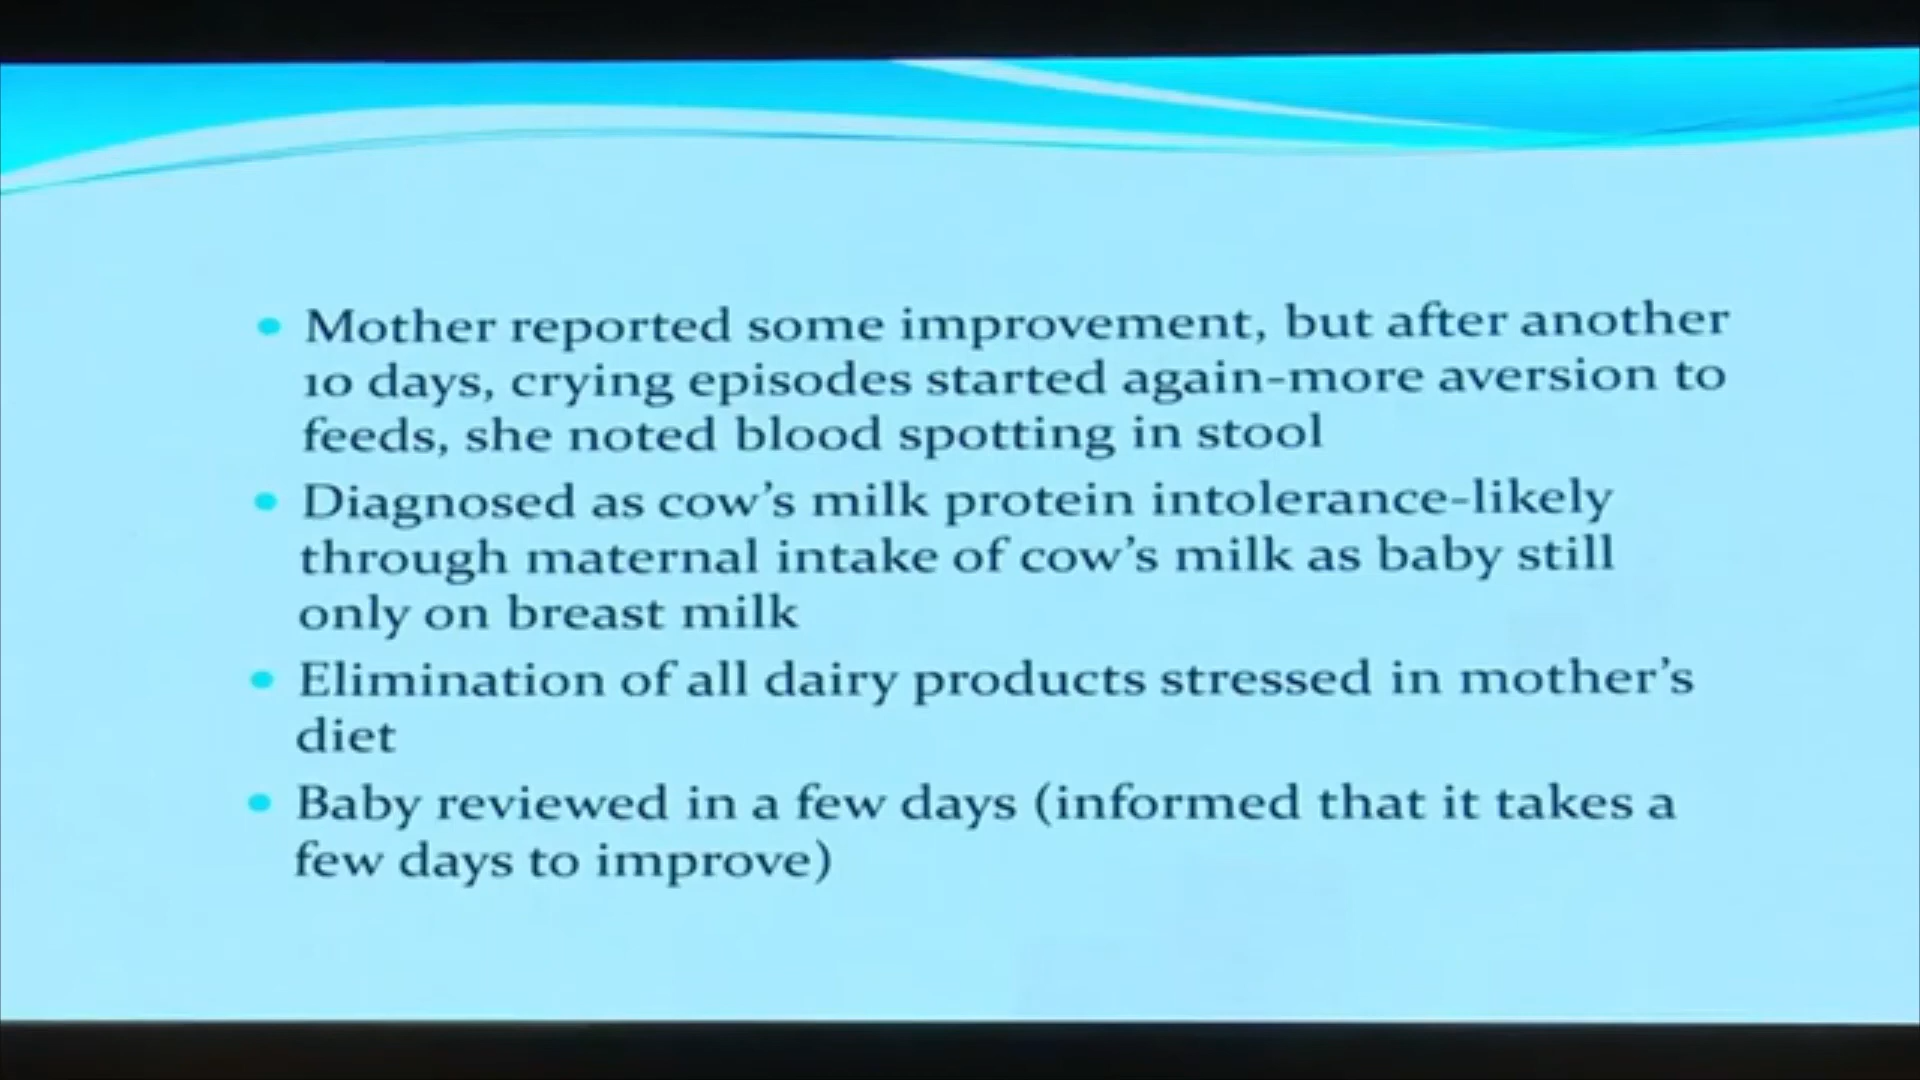 • Mother reported some improvement, but after another
10 days, crying episodes started again-more aversion to
feeds, she noted blood spotting in stool
• Diagnosed as cow's milk protein intolerance-likely
through maternal intake of cow's milk as baby still
only on breast milk
• Elimination of all dairy products stressed in mother's
diet
• Baby reviewed in a few days (informed that it takes a
few days to improve)